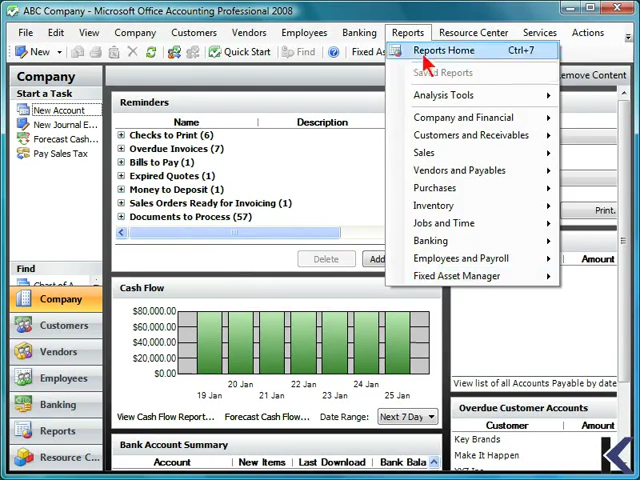 ABC Company - Microsoft Office Accounting Professional 2008
File Edit View Company Customers Vendors Employees Banking Reports Resource Center Services Actions
New Quick Start Find Fixed As
Company
Start a Task
New Account
New Journal E...
Forecast Cash...
Pay Sales Tax
Find
Company
Customers
Vendors
Employees
Banking
Reports
Resource C...
Reminders
Name Description
Checks to Print (6)
Overdue Invoices (7)
Bills to Pay (1)
Expired Quotes (1)
Money to Deposit (1)
Sales Orders Ready for Invoicing (1)
Documents to Process (57)
Delete Add
Cash Flow
$80,000.00
$60,000.00
$40,000.00
$20,000.00
$0.00
20 Jan 22 Jan 24 Jan
19 Jan 21 Jan 23 Jan 25 Jan
View Cash Flow Report... Forecast Cash Flow... Date Range: Next 7 Day
Bank Account Summary
Account New Items Last Download Bank Bala
Reports Home Ctrl+7
Saved Reports
Analysis Tools
Company and Financial
Customers and Receivables
Sales
Vendors and Payables
Purchases
Inventory
Jobs and Time
Banking
Employees and Payroll
Fixed Asset Manager
emove Content
Print.
Amount
View list of all Accounts Payable by date
Overdue Customer Accounts
Customer Amount
Key Brands
Make It Happen